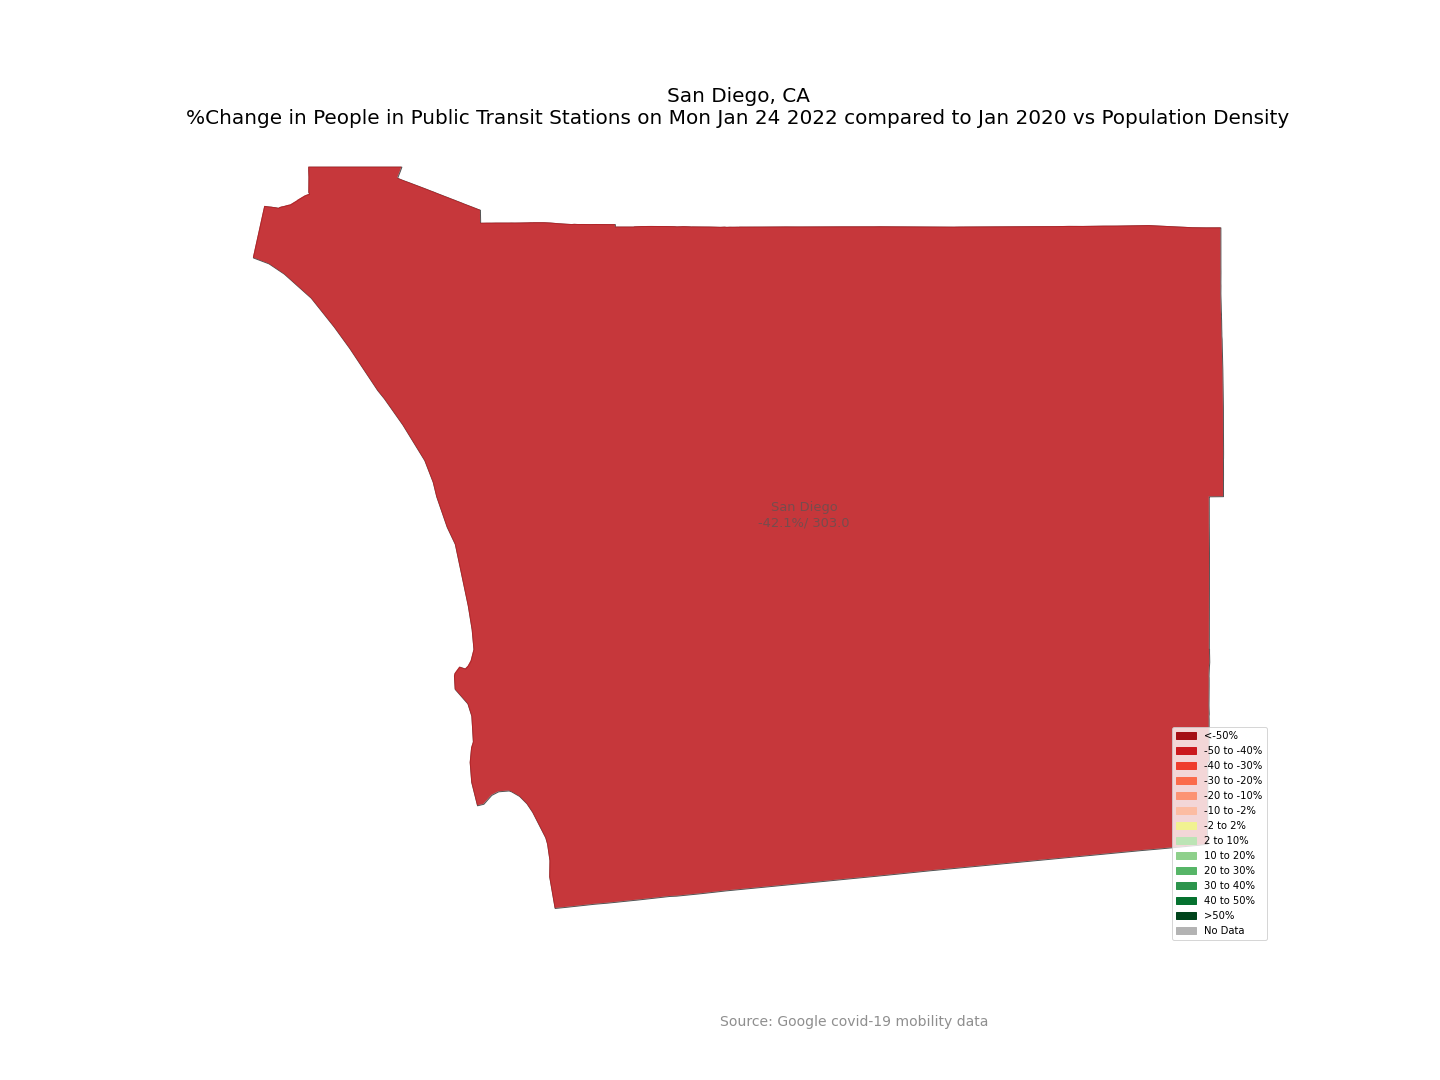 San Diego, CA
%Change in People in Public Transit Stations on Mon Jan 24 2022 compared to Jan 2020 vs Population Density
San Diego
-42.1%/ 303.0
<-50%
-50 to -40%
-40 to -30%
-30 to -20%
-20 to -10%
-10 to -2%
-2 to 2%
2 to 10%
10 to 20%
20 to 30%
30 to 40%
40 to 50%
>50%
No Data
Source: Google covid-19 mobility data